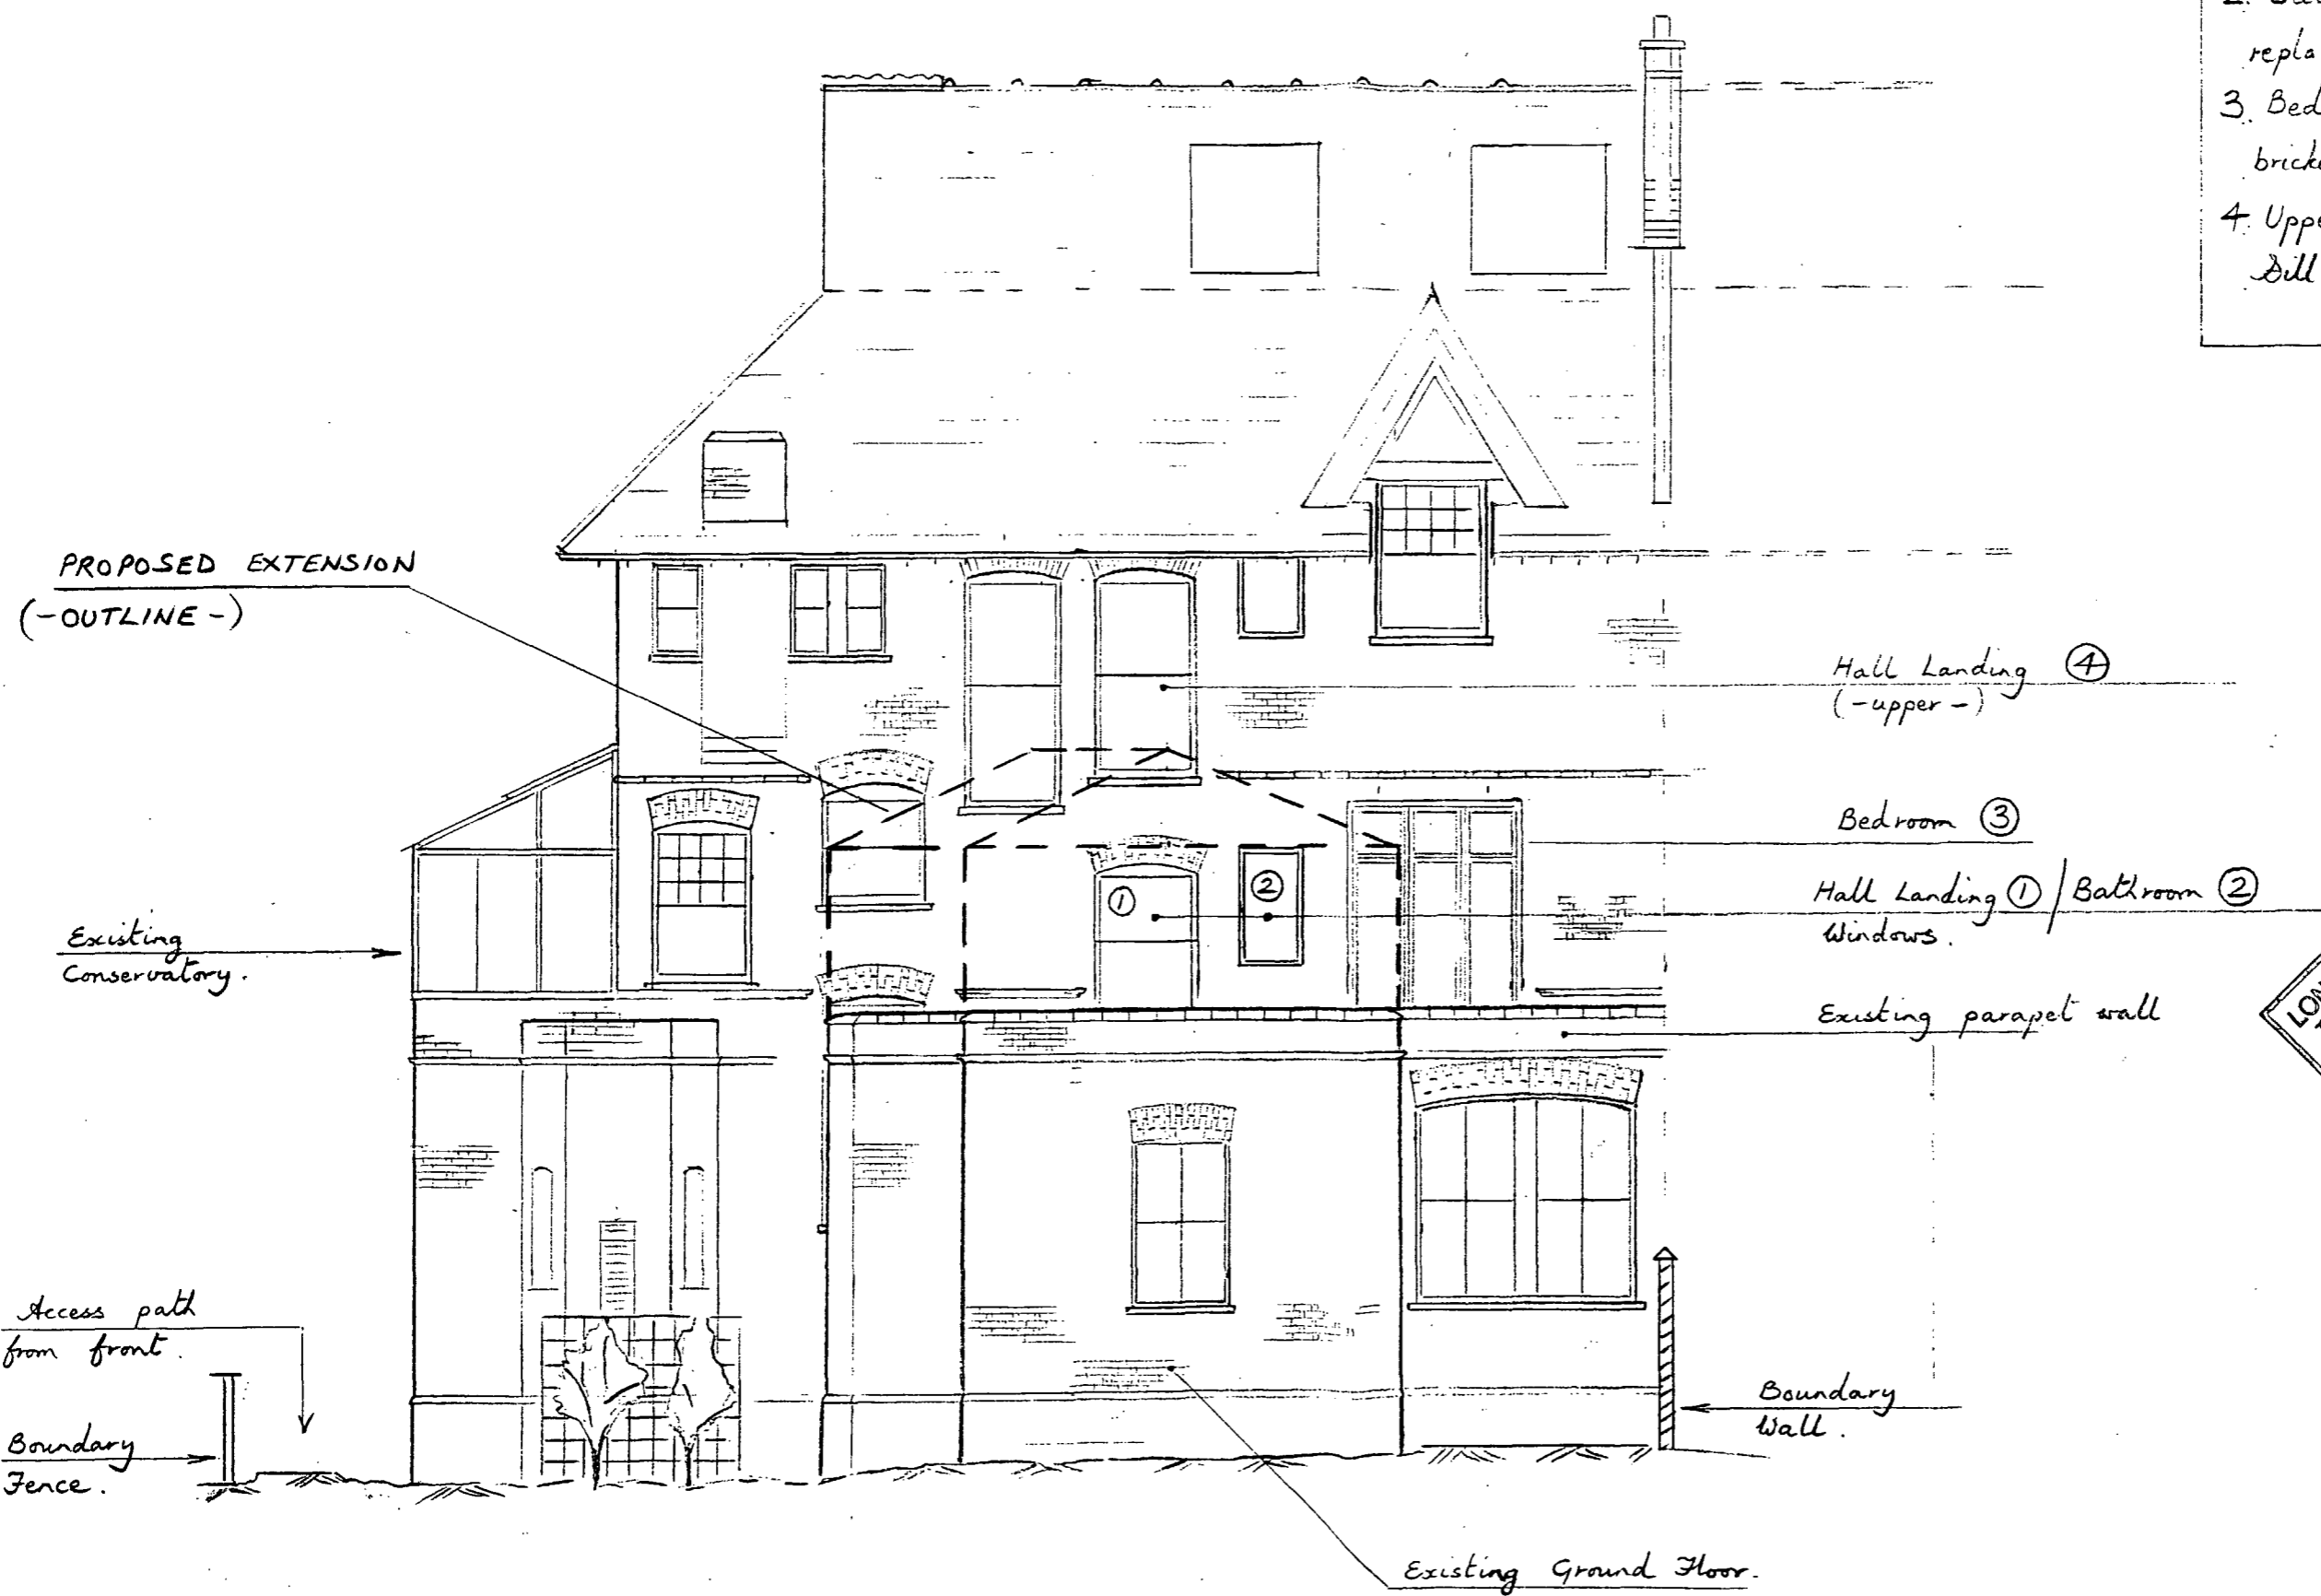 repla
3. Bed
brick
4. Uppe
Sill
PROPOSED EXTENSION
(-OUTLINE-)
Hall Landing ④
(-upper-)
Bedroom ③
① ②
Hall Landing ① / Bathroom ②
Windows.
Existing
Conservatory.
Existing parapet wall
LON
Access path
from front.
Boundary
Fence.
Boundary
Wall.
Existing Ground Floor.